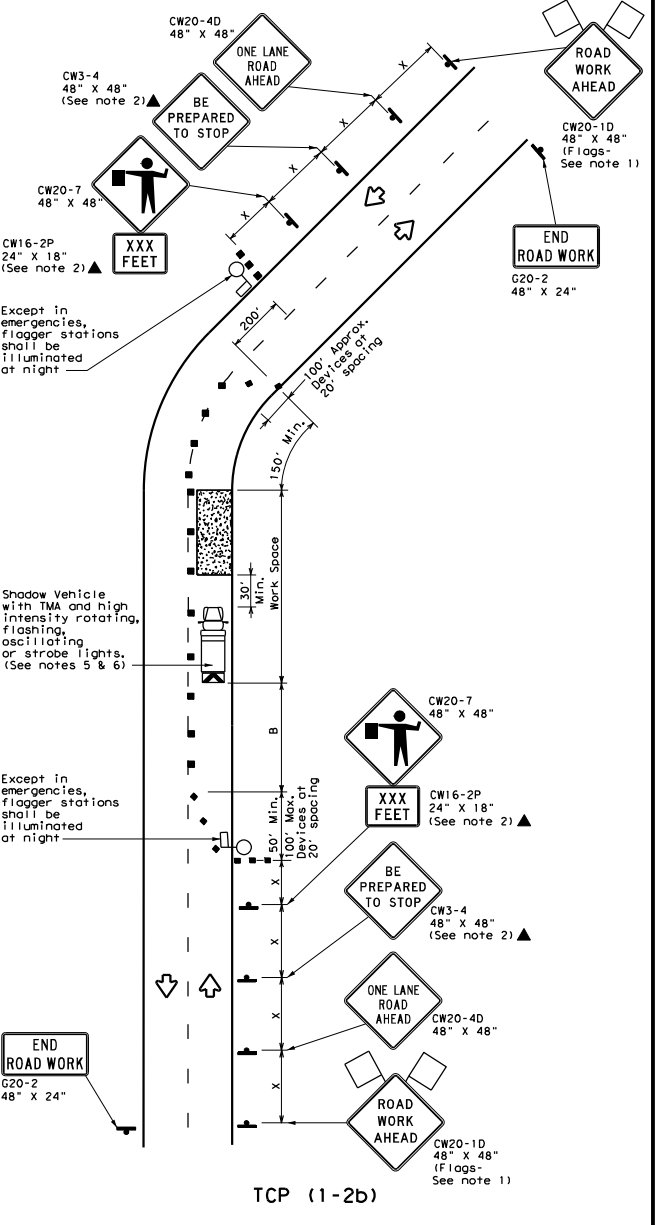 CW20-4D
48" X 48"
ONE LANE
ROAD
AHEAD
X
ROAD
WORK
AHEAD
CW20-1D
48" X 48"
(Flags-
See note 1)
CW3-4
48" X 48"
(See note 2)
BE
PREPARED
TO STOP
X
X
CW20-7
48" X 48"
X
CW16-2P
24" X 18"
(See note 2)
XXX
FEET
END
ROAD WORK
G20-2
48" X 24"
Except in
emergencies,
flagger stations
shall be
illuminated
at night
200'
100' Approx.
Devices at
20' spacing
150' Min.
Work Space
30'
Min.
Shadow Vehicle
with TMA and high
intensity rotating,
flashing,
oscillating
or strobe lights.
(See notes 5 & 6)
B
CW20-7
48" X 48"
Except in
emergencies,
flagger stations
shall be
illuminated
at night
50' Min.
100' Max.
Devices at
20' spacing
XXX
FEET
CW16-2P
24" X 18"
(See note 2)
X
BE
PREPARED
TO STOP
CW3-4
48" X 48"
(See note 2)
X
ONE LANE
ROAD
AHEAD
CW20-4D
48" X 48"
X
END
ROAD WORK
G20-2
48" X 24"
X
ROAD
WORK
AHEAD
CW20-1D
48" X 48"
(Flags-
See note 1)
TCP (1-2b)